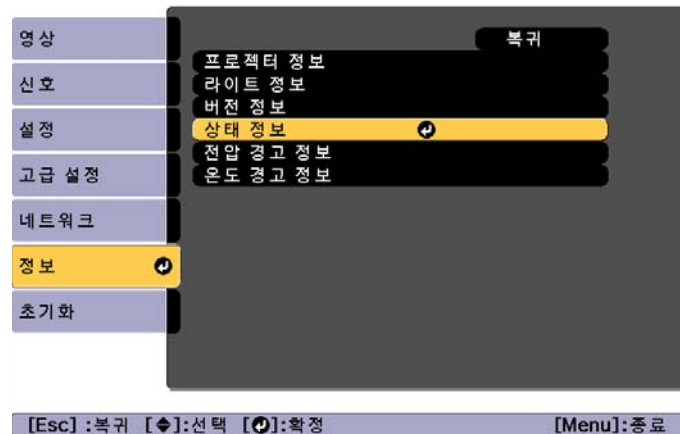 영상
신호
설정
고급 설정
네트워크
정보
초기화
복귀
프로젝터 정보
라이트 정보
버전 정보
상태 정보
전압 경고 정보
온도 경고 정보
[Esc] :복귀 [◆]:선택 [↵]:확정 [Menu]:종료